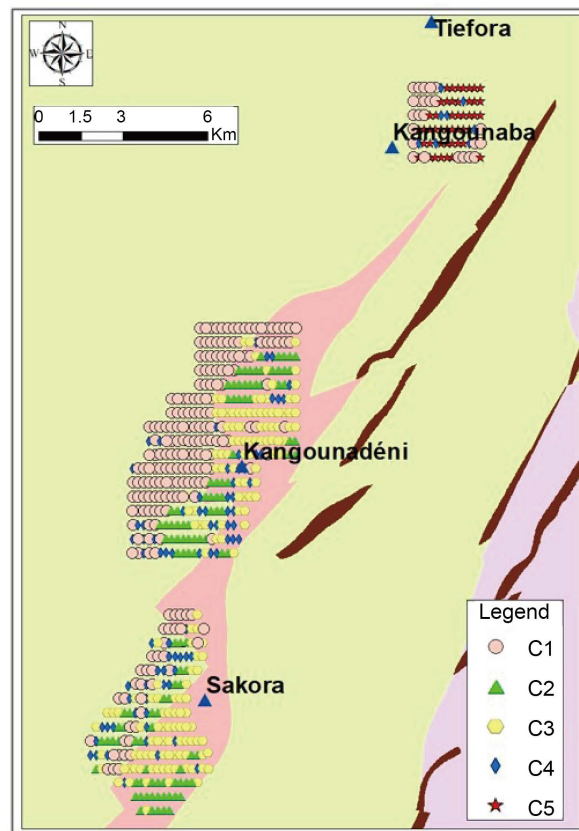 Tiefora
N
W E
S
0 1.5 3 6
Km
Kangounaba
Kangounadéni
Sakora
Legend
C1
C2
C3
C4
C5